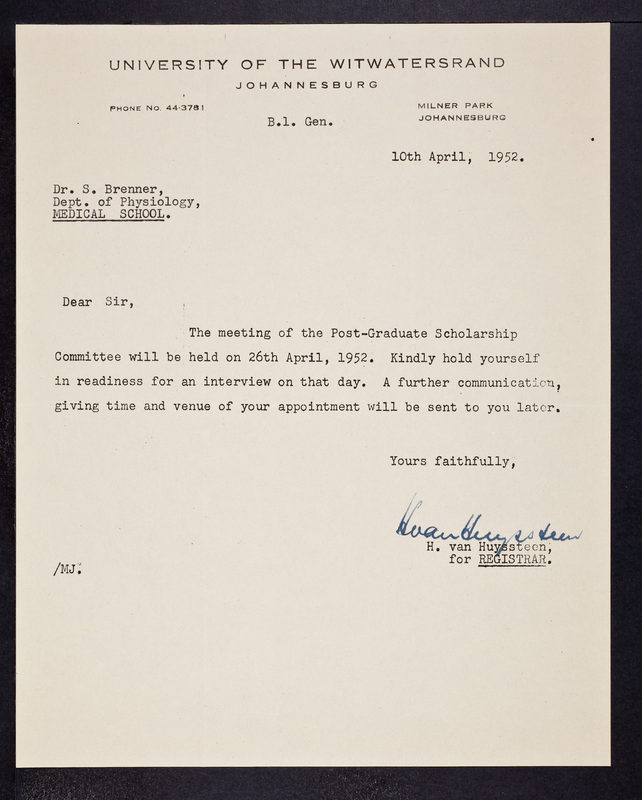 UNIVERSITY OF THE WITWATERSRAND
JOHANNESBURG
PHONE NO. 44-3781
MILNER PARK
JOHANNESBURG
B.1. Gen.
10th April, 1952.
Dr. S. Brenner,
Dept. of Physiology,
MEDICAL SCHOOL.
Dear Sir,
The meeting of the Post-Graduate Scholarship
Committee will be held on 26th April, 1952. Kindly hold yourself
in readiness for an interview on that day. A further communication,
giving time and venue of your appointment will be sent to you later.
Yours faithfully,
HvanHuyssteen
H. van Huyssteen,
for REGISTRAR.
/MJ.